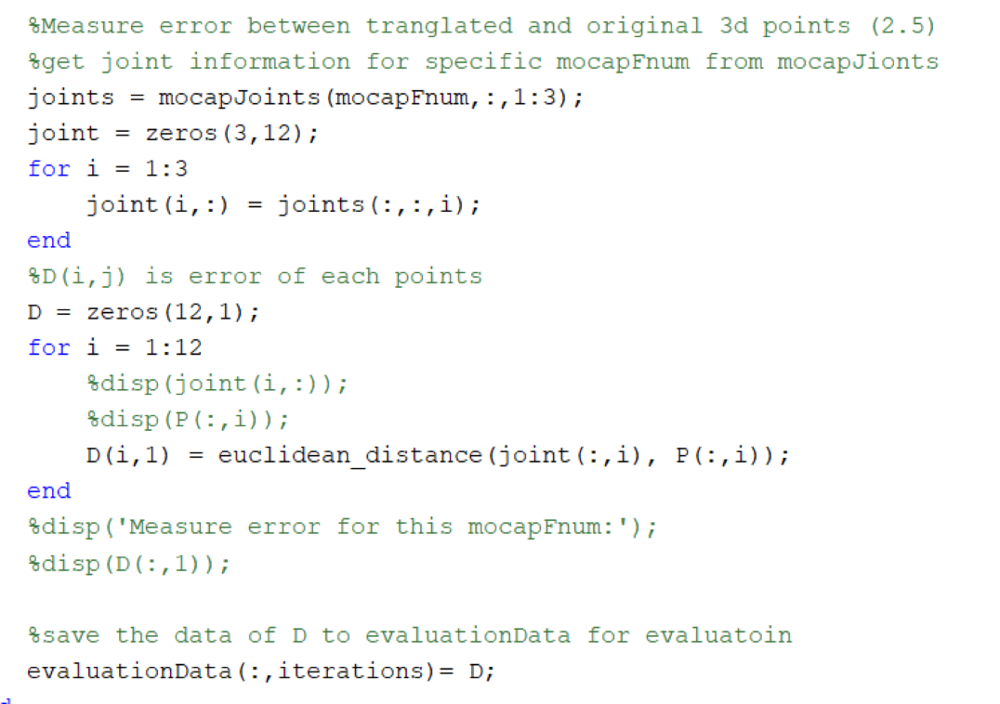 %Measure error between tranglated and original 3d points (2.5)
%get joint information for specific mocapFnum from mocapJionts
joints = mocapJoints(mocapFnum,:,1:3);
joint = zeros(3,12);
for i = 1:3
    joint(i,:) = joints(:,:,i);
end
%D(i,j) is error of each points
D = zeros(12,1);
for i = 1:12
    %disp(joint(i,:));
    %disp(P(:,i));
    D(i,1) = euclidean_distance(joint(:,i), P(:,i));
end
%disp('Measure error for this mocapFnum:');
%disp(D(:,1));
%save the data of D to evaluationData for evaluatoin
evaluationData(:,iterations)= D;